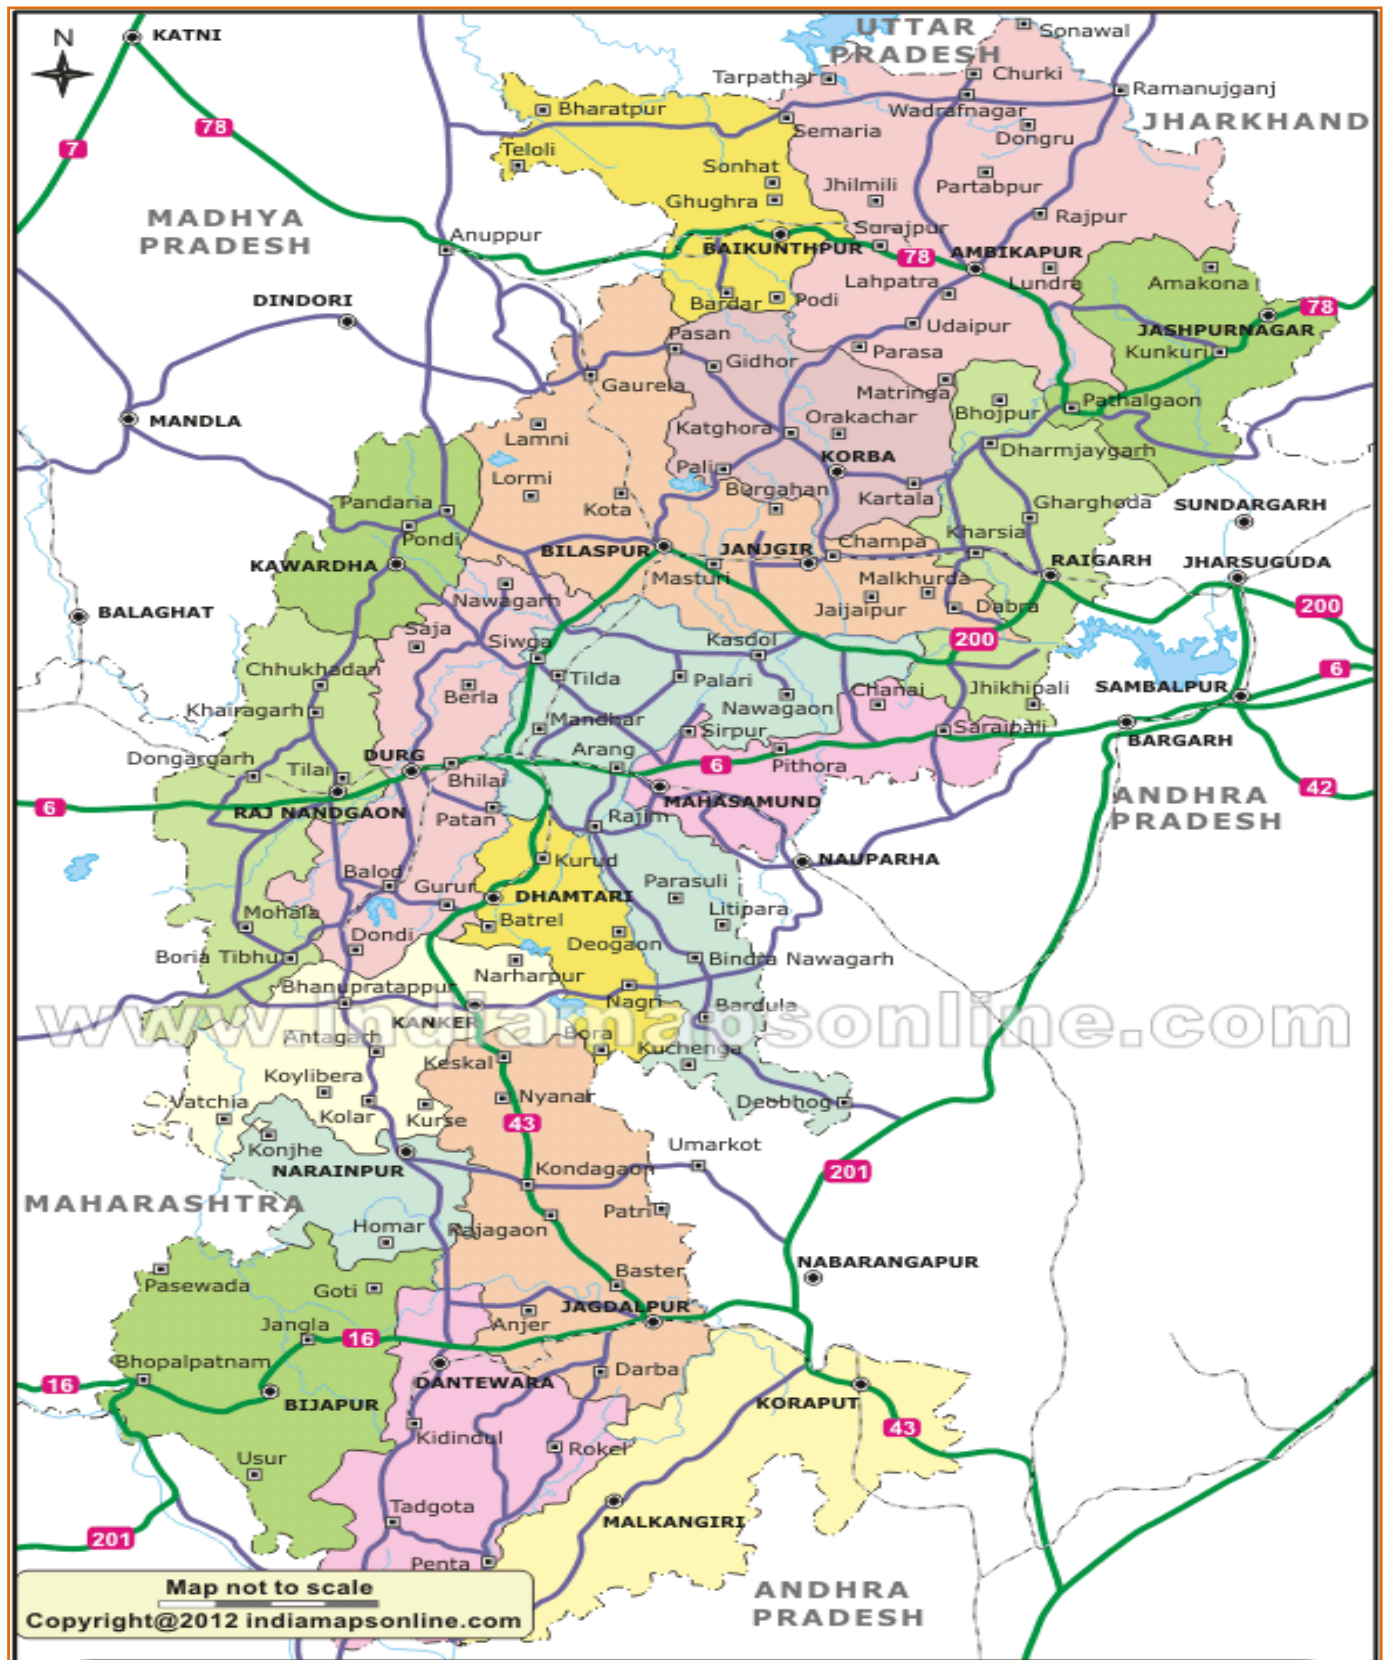 N
KATNI
UTTAR
PRADESH
Sonawal
Tarpathar
Churki
Ramanujganj
Bharatpur
Wadrafnagar
78
Semaria
JHARKHAND
7
Dongru
Teloli
Sonhat
Jhilmili
Partabpur
Ghughra
MADHYA
PRADESH
Rajpur
Anuppur
Surajpur
BAIKUNTHPUR
78
AMBIKAPUR
Lahpatra
Lundra
Amakona
DINDORI
Bardar
Podi
78
Udaipur
JASHPURNAGAR
Pasan
Gidhor
Parasa
Kunkuri
Gaurela
Matringa
Pathalgaon
Bhojpur
MANDLA
Orakachar
Lamni
Katghora
Dharmjaygarh
KORBA
Pali
Lormi
Burgahan
Kartala
Pandaria
Kota
Gharghoda
SUNDARGARH
Pondi
Kharsia
BILASPUR
JANJGIR
Champa
KAWARDHA
RAIGARH
JHARSUGUDA
Masturi
Malkhurda
Nawagarh
Jaijaipur
Dabra
200
BALAGHAT
Saja
Siwga
Kasdol
200
Chhukhadan
6
Tilda
Palari
Berla
Chanai
Jhikhipali
SAMBALPUR
Khairagarh
Nawagaon
Mandhar
Sirpur
Saraipali
BARGARH
Dongargarh
DURG
Arang
6
Pithora
Tilai
Bhilai
42
6
RAJ NANDGAON
Patan
MAHASAMUND
ANDHRA
PRADESH
Rajim
Kurud
NAUPARHA
Balod
Gurur
Parasuli
DHAMTARI
Mohala
Batrel
Litipara
Dondi
Deogaon
Boria Tibhu
Bindra Nawagarh
Narharpur
Bhanupratappur
Nagri
Bardula
www.indiamapsonline.com
KANKER
Antagarh
Bora
Kuchenga
Keskal
Koylibera
Nyanar
Vatchia
Kolar
Kurse
Deobhog
43
Konjhe
Umarkot
NARAINPUR
Kondagaon
201
MAHARASHTRA
Homar
Rajagaon
Patri
NABARANGAPUR
Pasewada
Goti
Baster
JAGDALPUR
Jangla
16
Anjer
Bhopalpatnam
Darba
16
DANTEWARA
BIJAPUR
KORAPUT
43
Kidindul
Rokel
Usur
Tadgota
MALKANGIRI
201
Penta
Map not to scale
Copyright@2012 indiamapsonline.com
ANDHRA
PRADESH